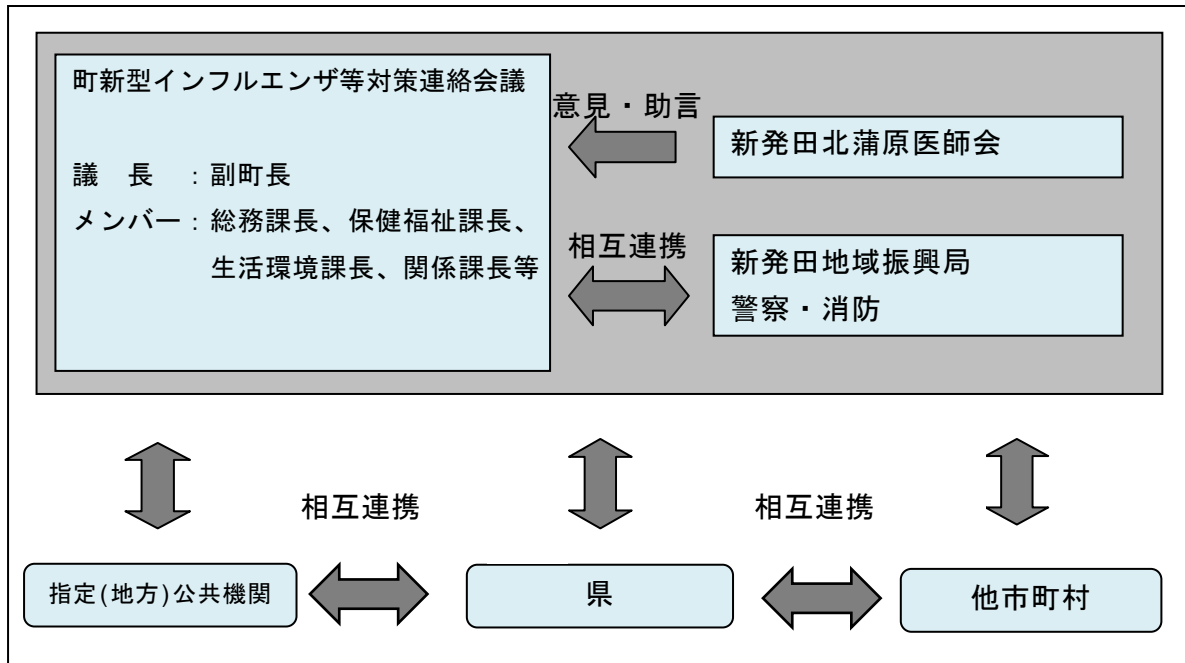 町新型インフルエンザ等対策連絡会議
議　長　：副町長
メンバー：総務課長、保健福祉課長、
生活環境課長、関係課長等
意見・助言
新発田北蒲原医師会
相互連携
新発田地域振興局
警察・消防
相互連携
相互連携
指定(地方)公共機関
県
他市町村